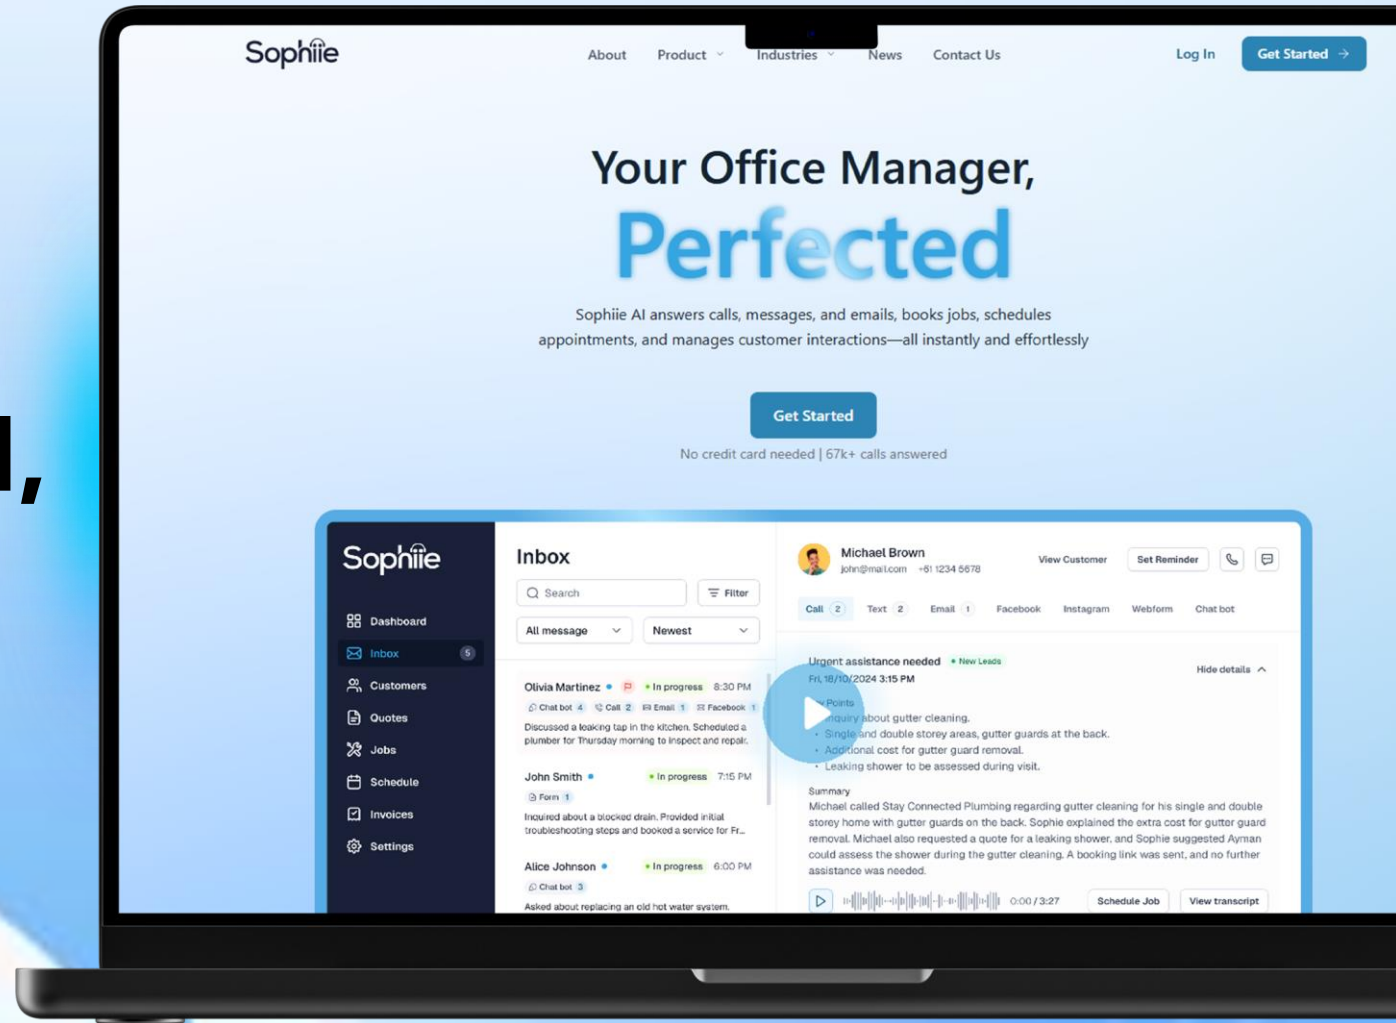 Sophiie
About Product Industries News Contact Us
Log In Get Started →
Your Office Manager,
Perfected
Sophiie AI answers calls, messages, and emails, books jobs, schedules
appointments, and manages customer interactions—all instantly and effortlessly
Get Started
No credit card needed | 67k+ calls answered
l,
Sophiie
Dashboard
Inbox 5
Customers
Quotes
Jobs
Schedule
Invoices
Settings
Inbox
Search Filter
All message Newest
Olivia Martinez In progress 8:30 PM
Chat bot 4 Call 2 Email 1 Facebook 1
Discussed a leaking tap in the kitchen. Scheduled a
plumber for Thursday morning to inspect and repair.
John Smith In progress 7:15 PM
Form 1
Inquired about a blocked drain. Provided initial
troubleshooting steps and booked a service for Fr...
Alice Johnson In progress 6:00 PM
Chat bot 3
Asked about replacing an old hot water system.
Michael Brown
john@mail.com +61 1234 5678
View Customer Set Reminder
Call 2 Text 2 Email 1 Facebook Instagram Webform Chat bot
Urgent assistance needed • New Leads
Fri, 18/10/2024 3:15 PM
Hide details
Points
• Inquiry about gutter cleaning.
• Single and double storey areas, gutter guards at the back.
• Additional cost for gutter guard removal.
• Leaking shower to be assessed during visit.
Summary
Michael called Stay Connected Plumbing regarding gutter cleaning for his single and double
storey home with gutter guards on the back. Sophie explained the extra cost for gutter guard
removal. Michael also requested a quote for a leaking shower, and Sophie suggested Ayman
could assess the shower during the gutter cleaning. A booking link was sent, and no further
assistance was needed.
0:00 / 3:27 Schedule Job View transcript